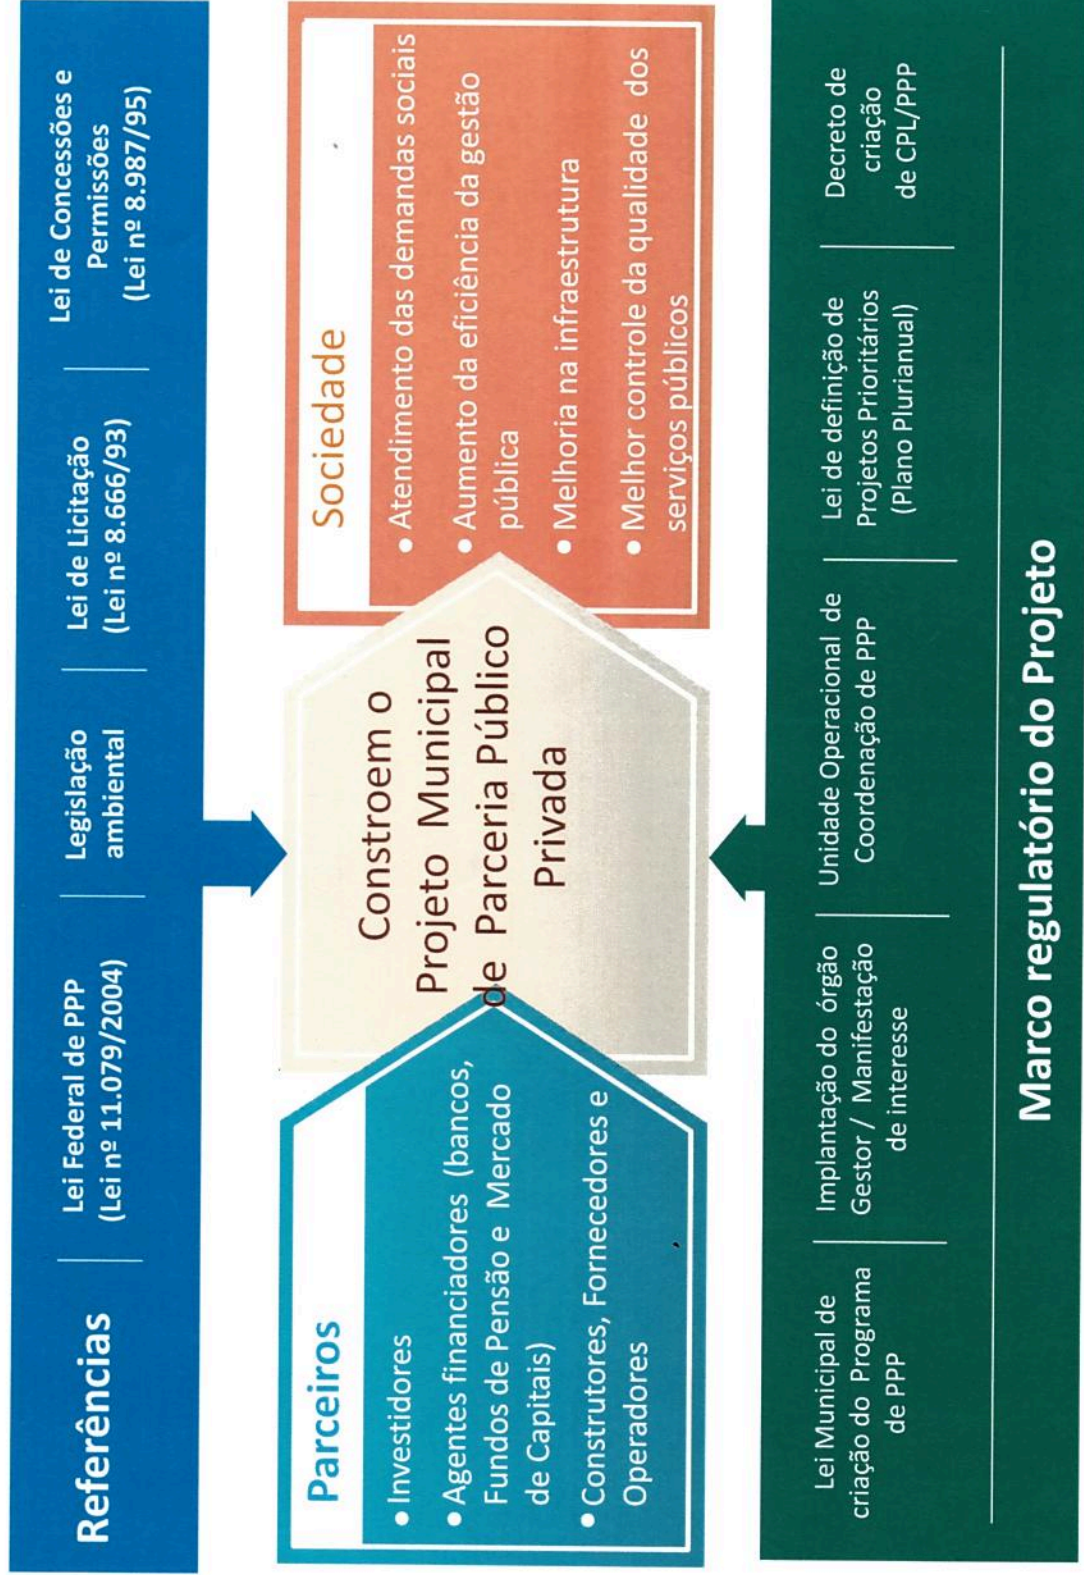 Referências
Lei Federal de PPP
(Lei nº 11.079/2004)
Legislação
ambiental
Lei de Licitação
(Lei nº 8.666/93)
Lei de Concessões e
Permissões
(Lei nº 8.987/95)
Parceiros
• Investidores
• Agentes financiadores (bancos,
Fundos de Pensão e Mercado
de Capitais)
• Construtores, Fornecedores e
Operadores
Constroem o
Projeto Municipal
de Parceria Público
Privada
Sociedade
• Atendimento das demandas sociais
• Aumento da eficiência da gestão
pública
• Melhoria na infraestrutura
• Melhor controle da qualidade dos
serviços públicos
Lei Municipal de
criação do Programa
de PPP
Implantação do órgão
Gestor / Manifestação
de interesse
Unidade Operacional de
Coordenação de PPP
Lei de definição de
Projetos Prioritários
(Plano Plurianual)
Decreto de
criação
de CPL/PPP
Marco regulatório do Projeto